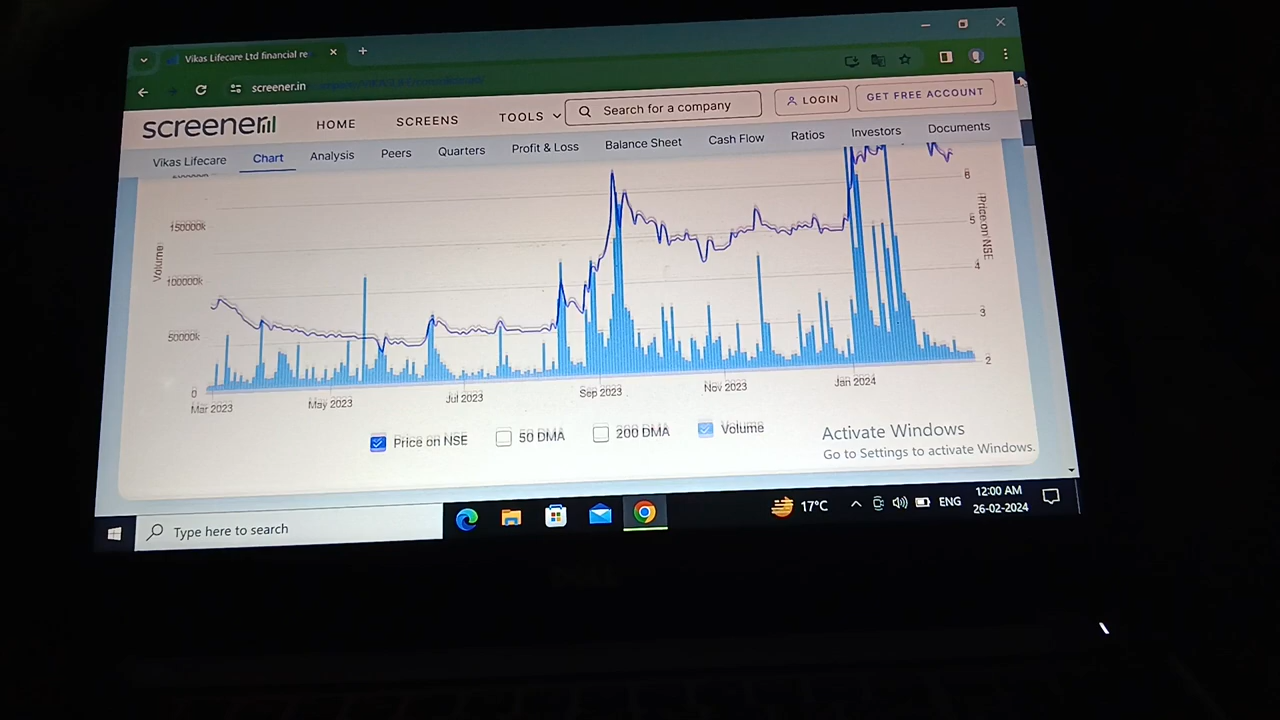 Vikas Lifecare Ltd financial re
screener.in
screener
HOME
SCREENS
TOOLS
Search for a company
LOGIN
GET FREE ACCOUNT
Vikas Lifecare
Chart
Analysis
Peers
Quarters
Profit & Loss
Balance Sheet
Cash Flow
Ratios
Investors
Documents
150000k
100000k
50000k
0
Volume
6
5
4
3
2
Price on NSE
Mar 2023
May 2023
Jul 2023
Sep 2023
Nov 2023
Jan 2024
Price on NSE
50 DMA
200 DMA
Volume
Activate Windows
Go to Settings to activate Windows.
Type here to search
17°C
ENG
12:00 AM
26-02-2024